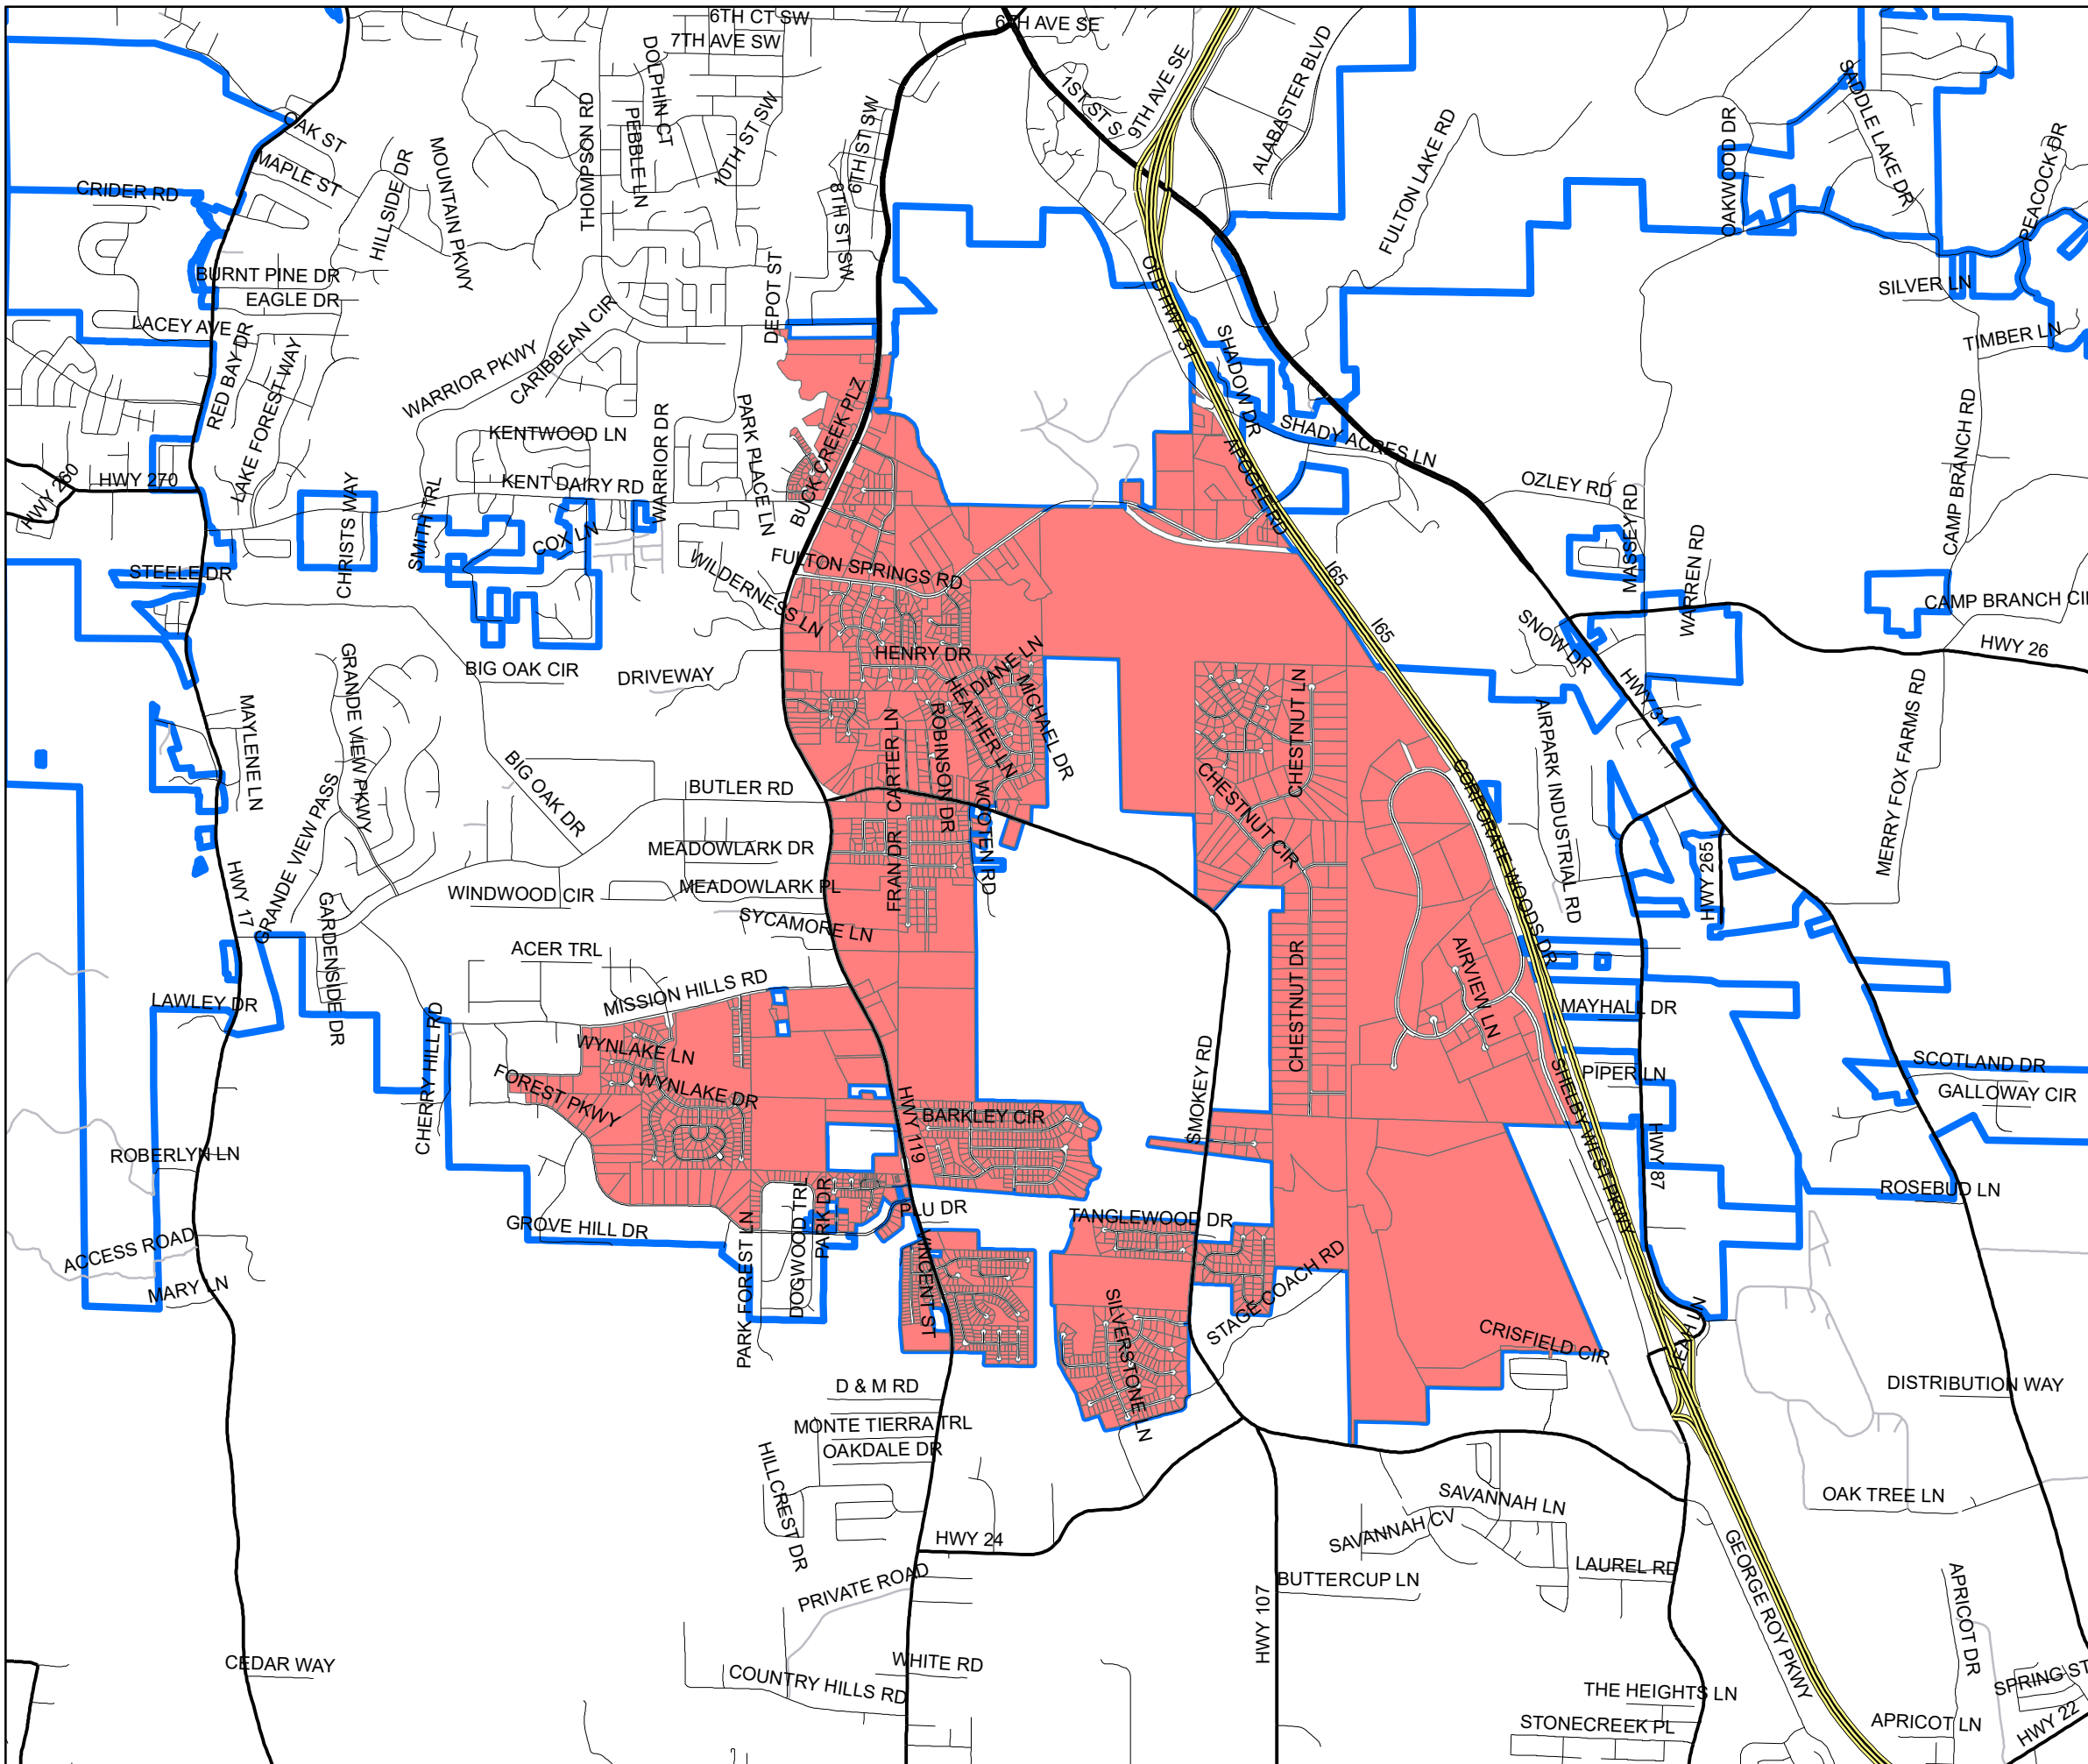 6TH CT SW
7TH AVE SW
6TH AVE SE
DOLPHIN CT
THOMPSON RD
PEBBLE LN
10TH ST SW
6TH ST SW
8TH ST SW
1ST ST S
9TH AVE SE
ALABASTER BLVD
FULTON LAKE RD
SADDLE LAKE DR
OAKWOOD DR
PEACOCK DR
OAK ST
MAPLE ST
HILLSIDE DR
MOUNTAIN PKWY
CRIDER RD
BURNT PINE DR
EAGLE DR
LACEY AVE
RED BAY DR
LAKE FOREST WAY
WARRIOR PKWY
CARIBBEAN CIR
DEPOT ST
OLD HWY 31
SHADOW DR
SILVER LN
TIMBER LN
KENTWOOD LN
WARRIOR DR
PARK PLACE LN
BUCK CREEK PLZ
SHADY ACRES LN
APOGEE RD
CAMP BRANCH RD
HWY 260
HWY 270
CHRISTS WAY
SMITH TRL
KENT DAIRY RD
COX LN
OZLEY RD
MASSEY RD
WARREN RD
STEELE DR
WILDERNESS LN
FULTON SPRINGS RD
I65
I65
CAMP BRANCH CIR
HWY 26
SNOW DR
HWY 31
BIG OAK CIR
DRIVEWAY
HENRY DR
DIANE LN
MICHAEL DR
HEATHER LN
ROBINSON DR
CARTER LN
CHESTNUT LN
MAYLENE LN
GRANDE VIEW PKWY
GRANDE VIEW PASS
BIG OAK DR
BUTLER RD
WOOTEN RD
CHESTNUT CIR
CORPORATE WOODS DR
AIRPARK INDUSTRIAL RD
MERRY FOX FARMS RD
MEADOWLARK DR
MEADOWLARK PL
FRAN DR
HWY 265
HWY 17
GARDENSIDE DR
WINDWOOD CIR
SYCAMORE LN
ACER TRL
MISSION HILLS RD
CHESTNUT DR
AIRVIEW LN
LAWLEY DR
CHERRY HILL RD
WYNLAKE LN
WYNLAKE DR
FOREST PKWY
SMOKEY RD
MAYHALL DR
PIPER LN
SHELBY WEST PKWY
SCOTLAND DR
GALLOWAY CIR
HWY 119
BARKLEY CIR
HWY 87
ROBERLYN LN
ROSEBUD LN
GROVE HILL DR
PARK FOREST LN
DOGWOOD TRL
PARK DR
VINCENT ST
TANGLEWOOD DR
ACCESS ROAD
MARY LN
SILVERSTONE LN
STAGE COACH RD
CRISFIELD CIR
LEAH LN
D & M RD
MONTE TIERRA TRL
OAKDALE DR
HILLCREST DR
DISTRIBUTION WAY
OAK TREE LN
HWY 24
SAVANNAH LN
SAVANNAH CV
BUTTERCUP LN
LAUREL RD
PRIVATE ROAD
HWY 107
GEORGE ROY PKWY
APRICOT DR
CEDAR WAY
COUNTRY HILLS RD
WHITE RD
THE HEIGHTS LN
STONECREEK PL
APRICOT LN
SPRING ST
HWY 22